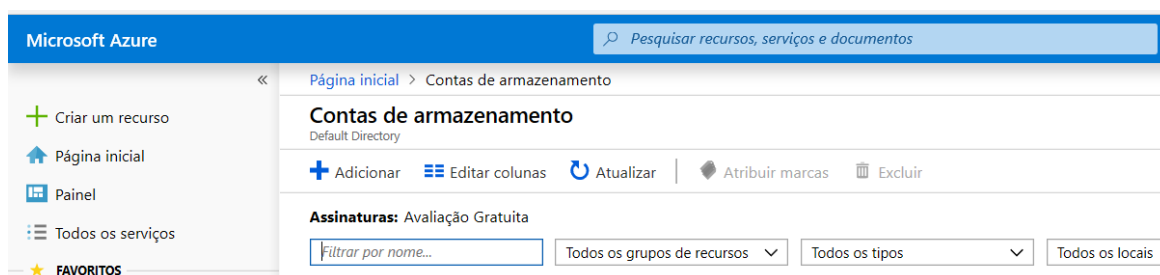 Microsoft Azure
Pesquisar recursos, serviços e documentos
«
Página inicial > Contas de armazenamento
Criar um recurso
Página inicial
Painel
Todos os serviços
FAVORITOS
Contas de armazenamento
Default Directory
Adicionar Editar colunas Atualizar Atribuir marcas Excluir
Assinaturas: Avaliação Gratuita
Filtrar por nome... Todos os grupos de recursos Todos os tipos Todos os locais